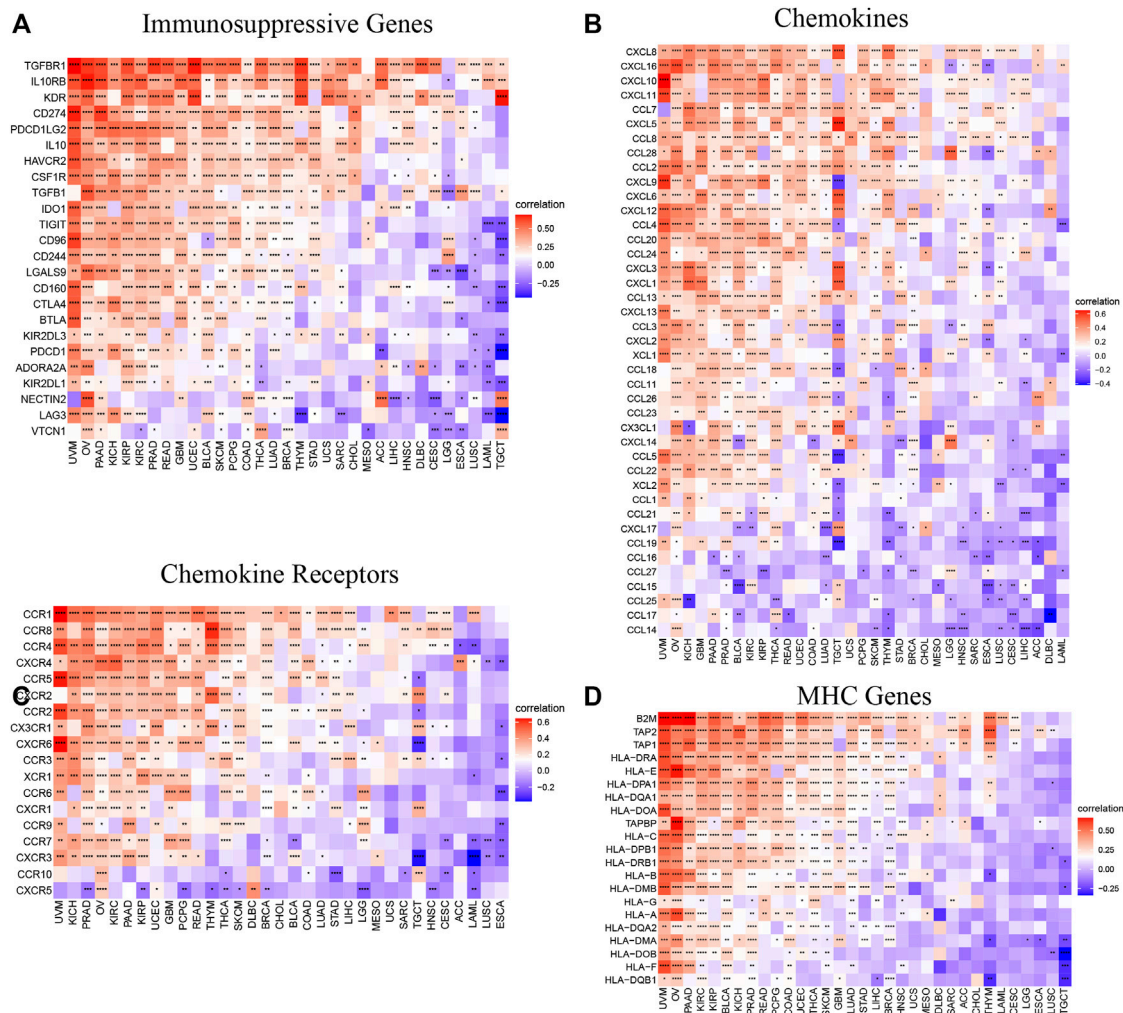 A
Immunosuppressive Genes
TGFBR1
IL10RB
KDR
CD274
PDCD1LG2
IL10
HAVCR2
CSF1R
TGFB1
IDO1
TIGIT
CD96
CD244
LGALS9
CD160
CTLA4
BTLA
KIR2DL3
PDCD1
ADORA2A
KIR2DL1
NECTIN2
LAG3
VTCN1
UVM OV PAAD KICH KIRP KIRC PRAD READ GBM UCEC BLCA SKCM PCPG COAD THCA LUAD BRCA THYM STAD UCS SARC CHOL MESO ACC LIHC HNSC DLBC CESC LGG ESCA LUSC LAML TGCT
correlation
0.50
0.25
0.00
−0.25
B
Chemokines
CXCL8
CXCL16
CXCL10
CXCL11
CCL7
CXCL5
CCL8
CCL28
CCL2
CXCL9
CXCL6
CXCL12
CCL4
CCL20
CCL24
CXCL3
CXCL1
CCL13
CXCL13
CCL3
CXCL2
XCL1
CCL18
CCL11
CCL26
CCL23
CX3CL1
CXCL14
CCL5
CCL22
XCL2
CCL1
CCL21
CXCL17
CCL19
CCL16
CCL27
CCL15
CCL25
CCL17
CCL14
UVM OV KICH GBM PAAD PRAD BLCA KIRC KIRP THCA READ UCEC COAD LUAD TGCT UCS PCPG SKCM THYM STAD BRCA CHOL MESO LGG HNSC SARC ESCA LUSC CESC LIHC ACC DLBC LAML
correlation
0.6
0.4
0.2
0.0
−0.2
−0.4
C
Chemokine Receptors
CCR1
CCR8
CCR4
CXCR4
CCR5
CXCR2
CCR2
CX3CR1
CXCR6
CCR3
XCR1
CCR6
CXCR1
CCR9
CCR7
CXCR3
CCR10
CXCR5
UVM KICH PRAD OV KIRC PAAD KIRP UCEC GBM PCPG READ THYM THCA SKCM DLBC BRCA CHOL BLCA COAD LUAD STAD LIHC LGG MESO UCS SARC TGCT HNSC CESC ACC LAML LUSC ESCA
correlation
0.6
0.4
0.2
0.0
−0.2
D
MHC Genes
B2M
TAP2
TAP1
HLA−DRA
HLA−E
HLA−DPA1
HLA−DQA1
HLA−DOA
TAPBP
HLA−C
HLA−DPB1
HLA−DRB1
HLA−B
HLA−DMB
HLA−G
HLA−A
HLA−DQA2
HLA−DMA
HLA−DOB
HLA−F
HLA−DQB1
UVM OV PAAD KIRC KIRP BLCA KICH PRAD READ PCPG COAD UCEC THCA SKCM GBM LUAD STAD LIHC BRCA HNSC UCS MESO DLBC SARC ACC CHOL THYM LAML CESC LGG ESCA LUSC TGCT
correlation
0.50
0.25
0.00
−0.25